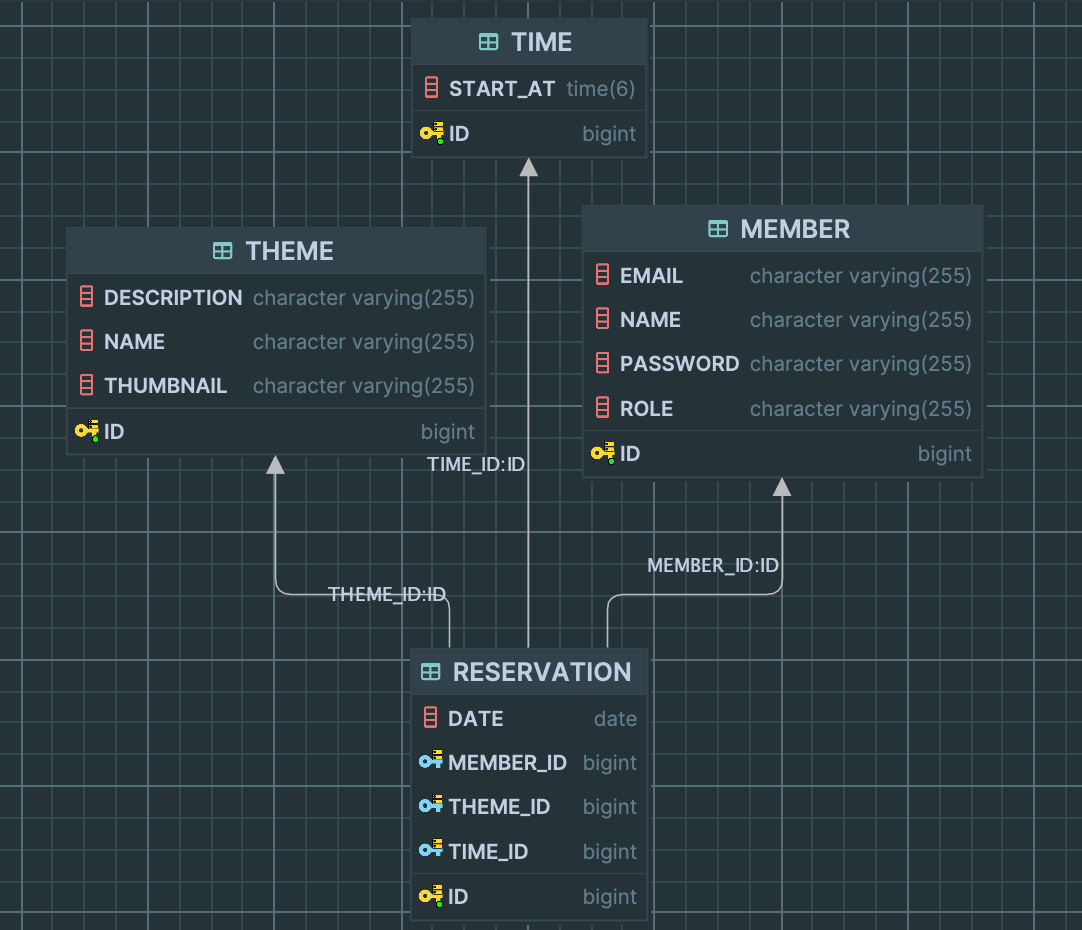 TIME
START_AT time(6)
ID bigint
THEME
DESCRIPTION character varying(255)
NAME character varying(255)
THUMBNAIL character varying(255)
ID bigint
MEMBER
EMAIL character varying(255)
NAME character varying(255)
PASSWORD character varying(255)
ROLE character varying(255)
ID bigint
TIME_ID:ID
MEMBER_ID:ID
THEME_ID:ID
RESERVATION
DATE date
MEMBER_ID bigint
THEME_ID bigint
TIME_ID bigint
ID bigint